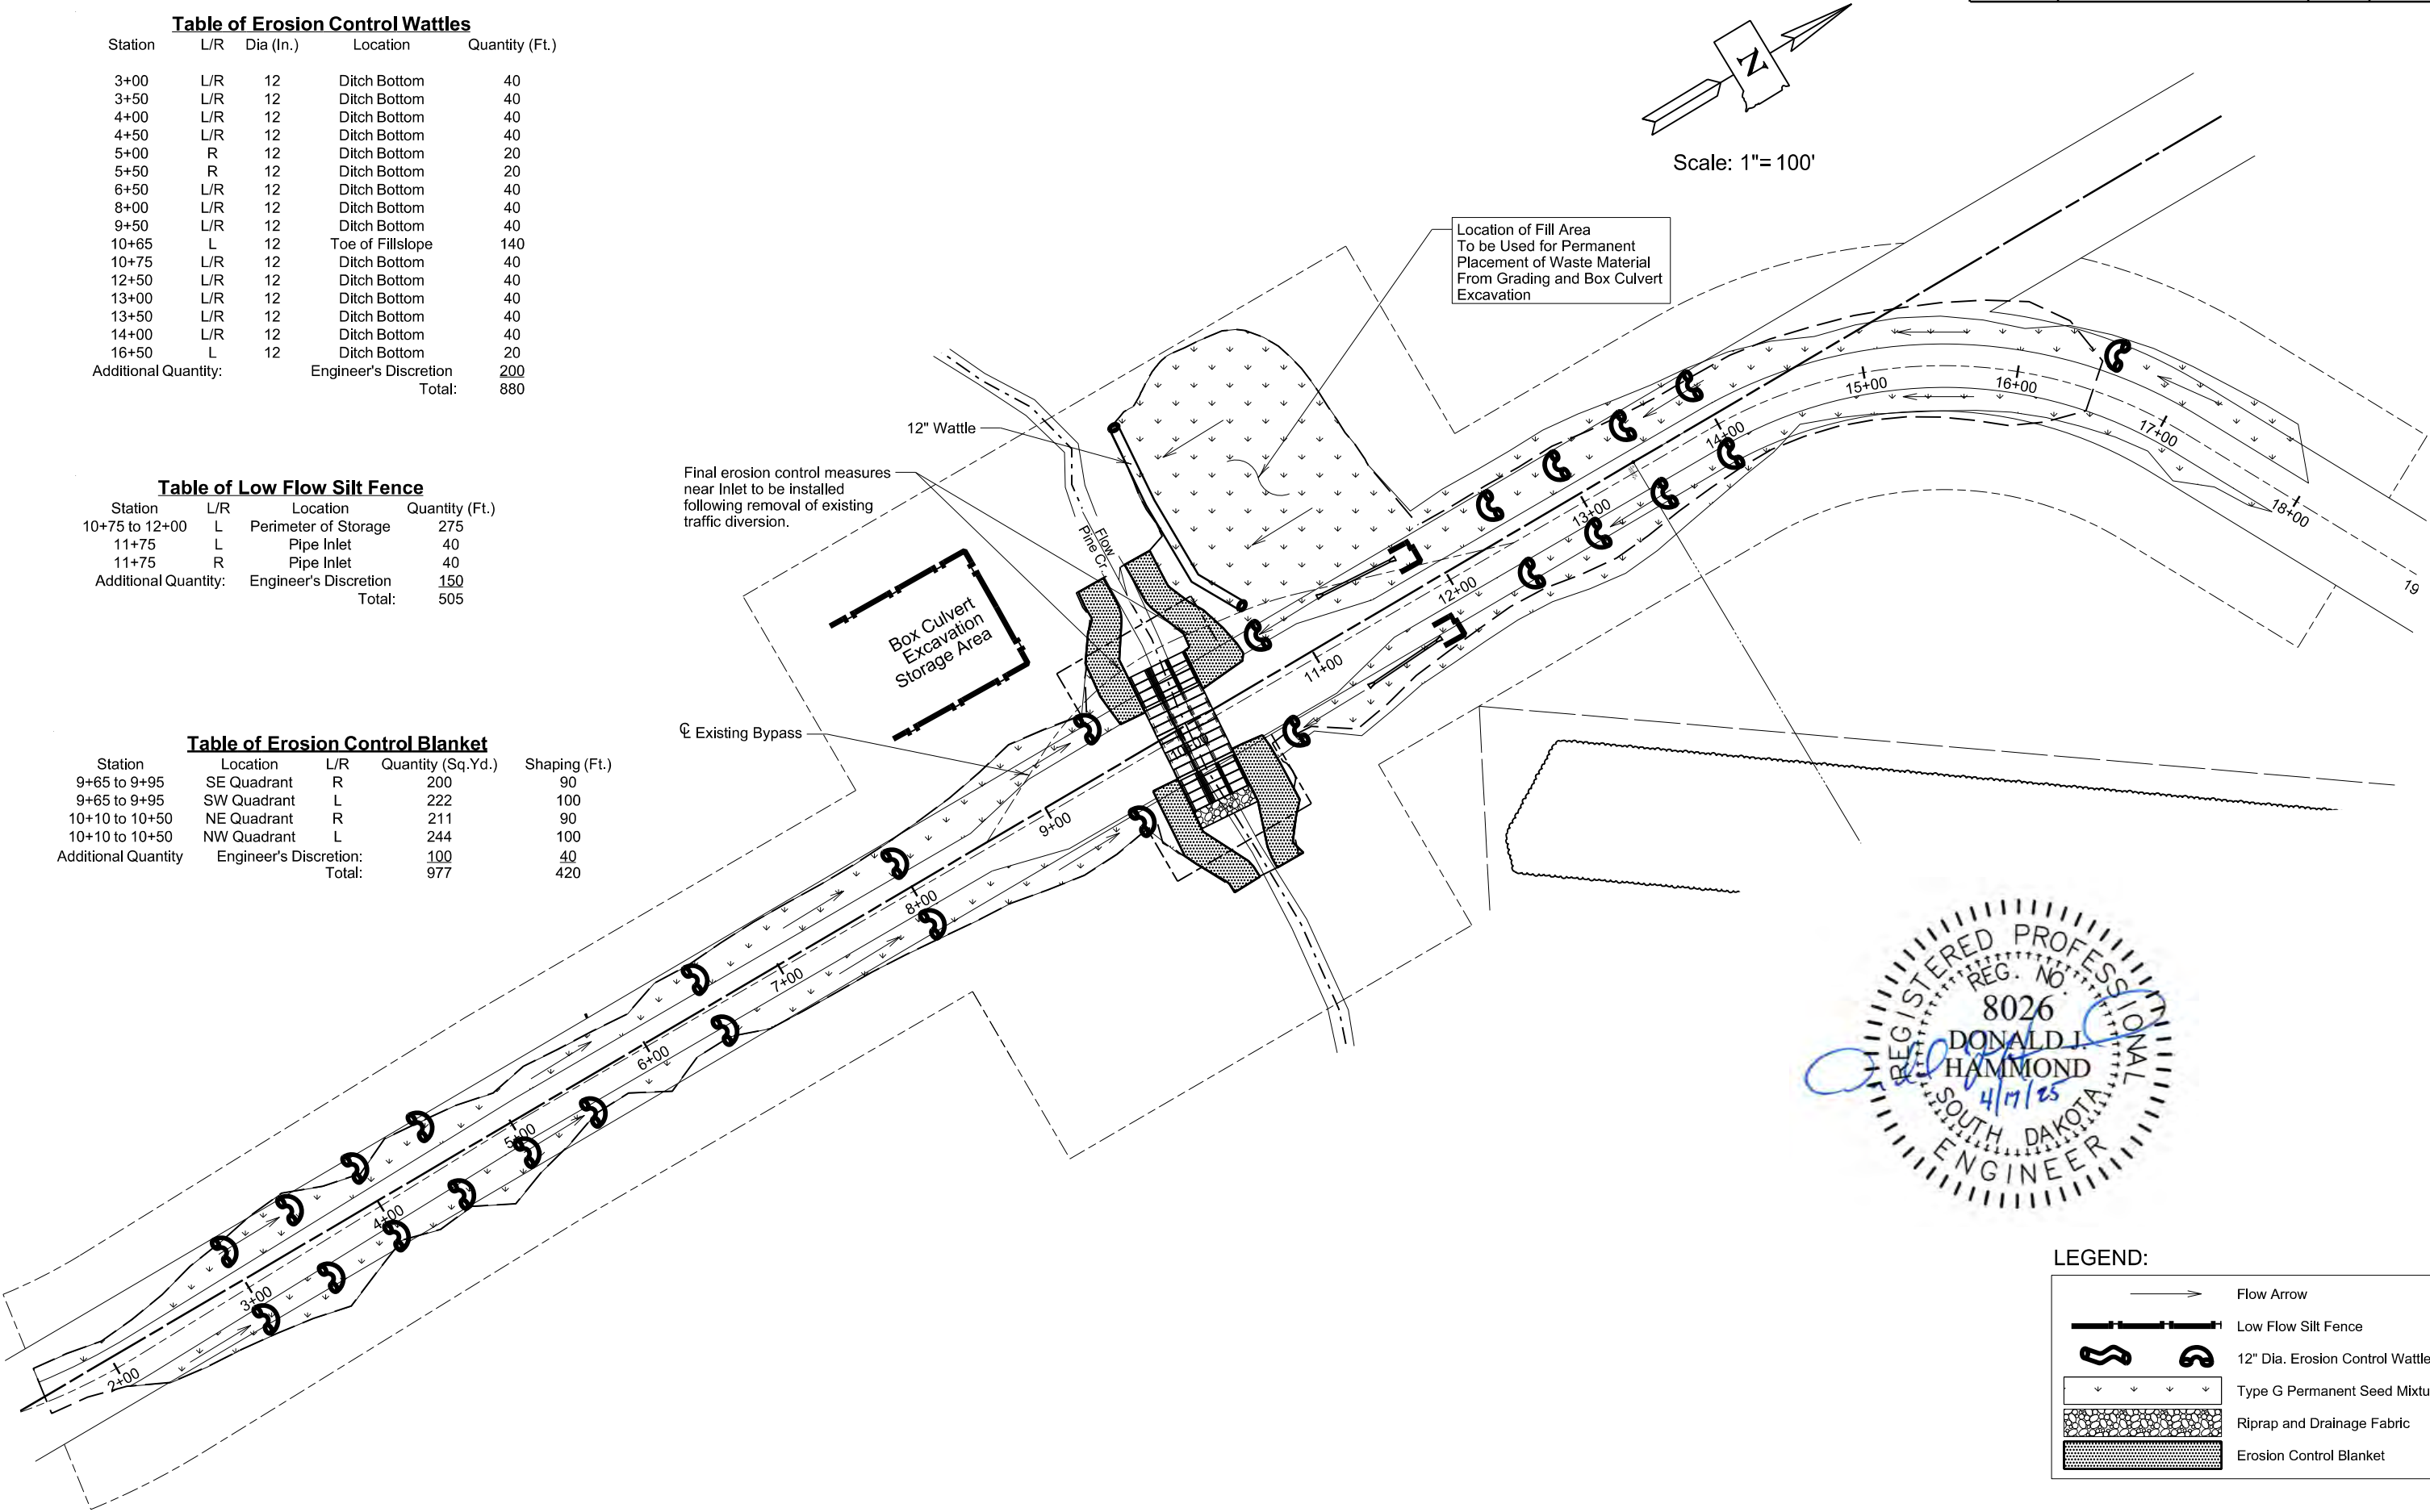 Table of Erosion Control Wattles
Station L/R Dia (In.) Location Quantity (Ft.)
3+00 L/R 12 Ditch Bottom 40
3+50 L/R 12 Ditch Bottom 40
4+00 L/R 12 Ditch Bottom 40
4+50 L/R 12 Ditch Bottom 40
5+00 R 12 Ditch Bottom 20
5+50 R 12 Ditch Bottom 20
6+50 L/R 12 Ditch Bottom 40
8+00 L/R 12 Ditch Bottom 40
9+50 L/R 12 Ditch Bottom 40
10+65 L 12 Toe of Fillslope 140
10+75 L/R 12 Ditch Bottom 40
12+50 L/R 12 Ditch Bottom 40
13+00 L/R 12 Ditch Bottom 40
13+50 L/R 12 Ditch Bottom 40
14+00 L/R 12 Ditch Bottom 40
16+50 L 12 Ditch Bottom 20
Additional Quantity: Engineer's Discretion 200
Total: 880
Table of Low Flow Silt Fence
Station L/R Location Quantity (Ft.)
10+75 to 12+00 L Perimeter of Storage 275
11+75 L Pipe Inlet 40
11+75 R Pipe Inlet 40
Additional Quantity: Engineer's Discretion 150
Total: 505
Table of Erosion Control Blanket
Station Location L/R Quantity (Sq.Yd.) Shaping (Ft.)
9+65 to 9+95 SE Quadrant R 200 90
9+65 to 9+95 SW Quadrant L 222 100
10+10 to 10+50 NE Quadrant R 211 90
10+10 to 10+50 NW Quadrant L 244 100
Additional Quantity Engineer's Discretion: 100 40
Total: 977 420
N
Scale: 1"= 100'
Location of Fill Area
To be Used for Permanent
Placement of Waste Material
From Grading and Box Culvert
Excavation
12" Wattle
Final erosion control measures
near Inlet to be installed
following removal of existing
traffic diversion.
Flow
Pine Cr.
Box Culvert
Excavation
Storage Area
℄ Existing Bypass
2+00
3+00
4+00
5+00
6+00
7+00
8+00
9+00
10+00
11+00
12+00
13+00
14+00
15+00
16+00
17+00
18+00
19
REGISTERED PROFESSIONAL
REG. NO.
8026
DONALD J.
HAMMOND
4/17/25
SOUTH DAKOTA
ENGINEER
LEGEND:
Flow Arrow
Low Flow Silt Fence
12" Dia. Erosion Control Wattle
Type G Permanent Seed Mixtu
Riprap and Drainage Fabric
Erosion Control Blanket